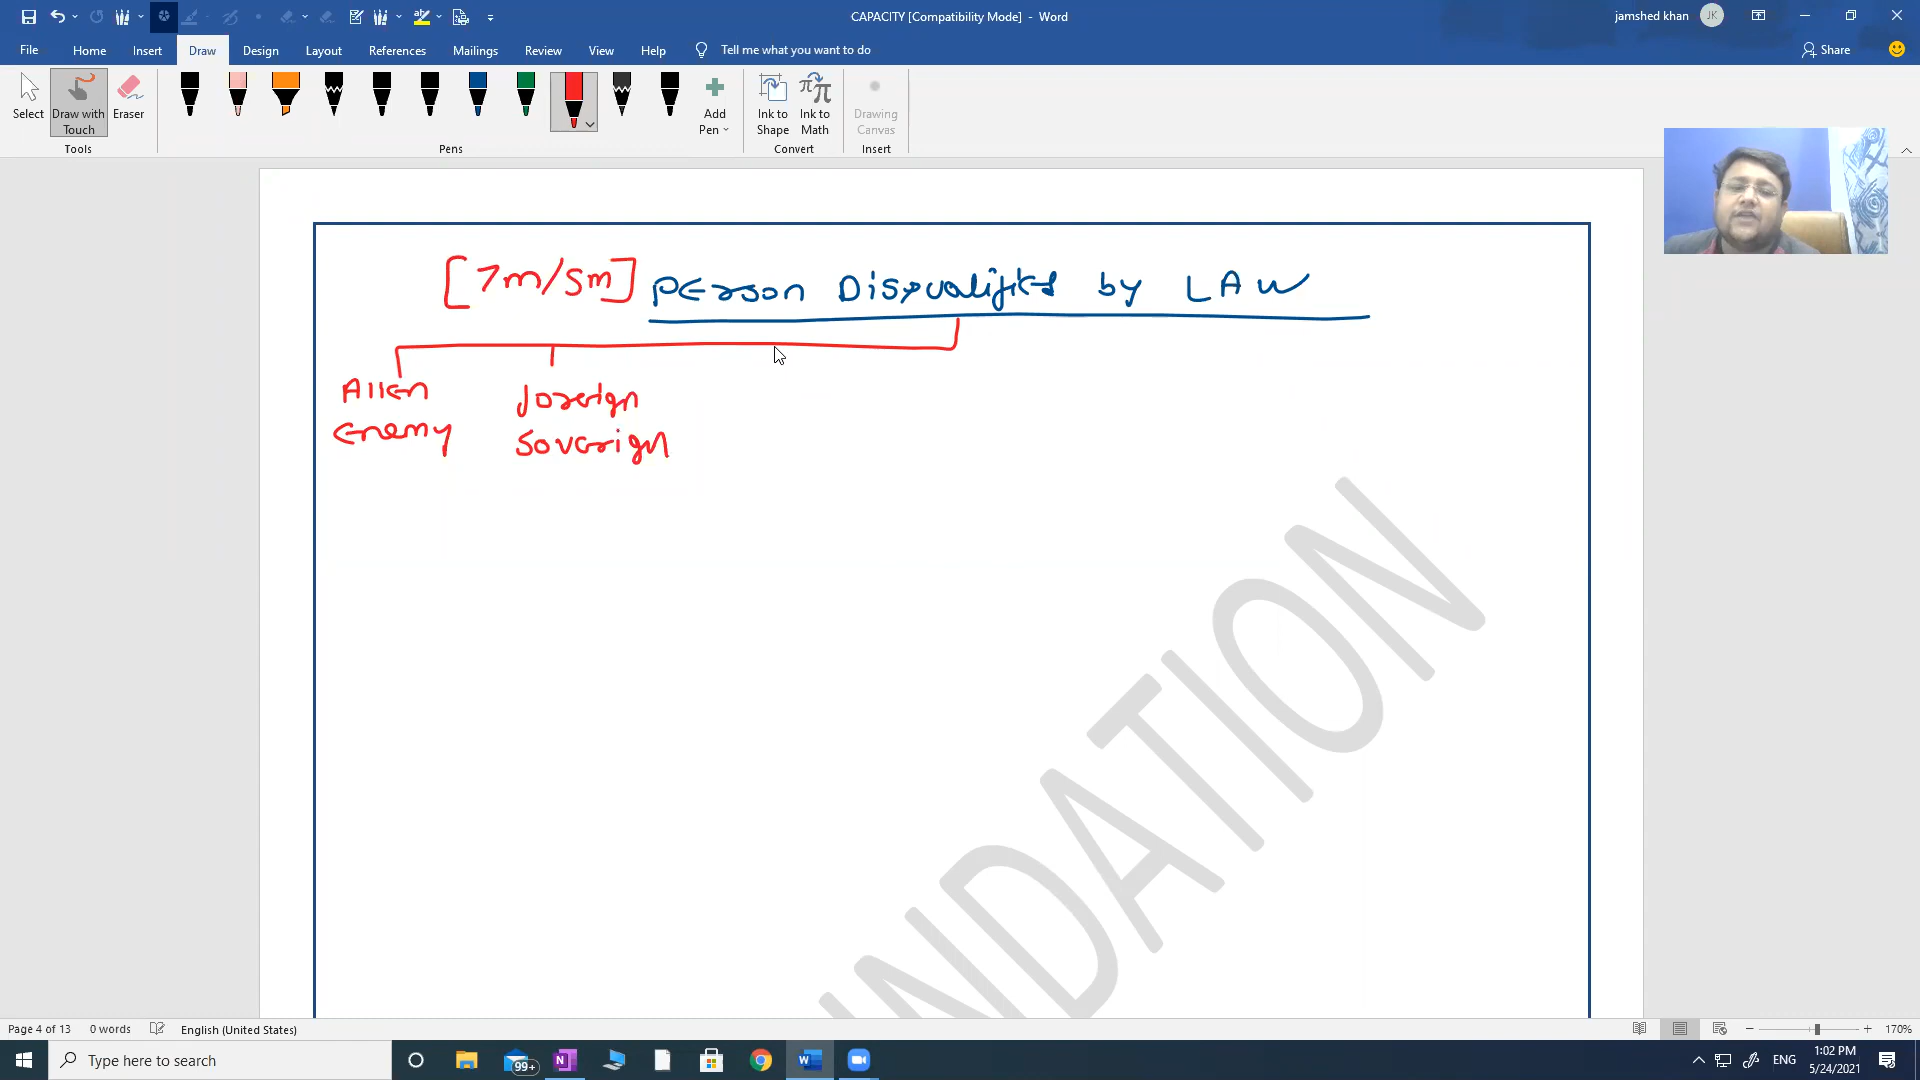 CAPACITY [Compatibility Mode] - Word
jamshed khan
JK
File
Home
Insert
Draw
Design
Layout
References
Mailings
Review
View
Help
Tell me what you want to do
Share
Select
Draw with Touch
Eraser
Tools
Pens
Add Pen
Ink to Shape
Ink to Math
Convert
Drawing Canvas
Insert
[7m/5m] PErson Disqualified by LAW
Alien
Enemy
foreign
Soverign
NDATION
Page 4 of 13
0 words
English (United States)
170%
Type here to search
99+
ENG
1:02 PM
5/24/2021